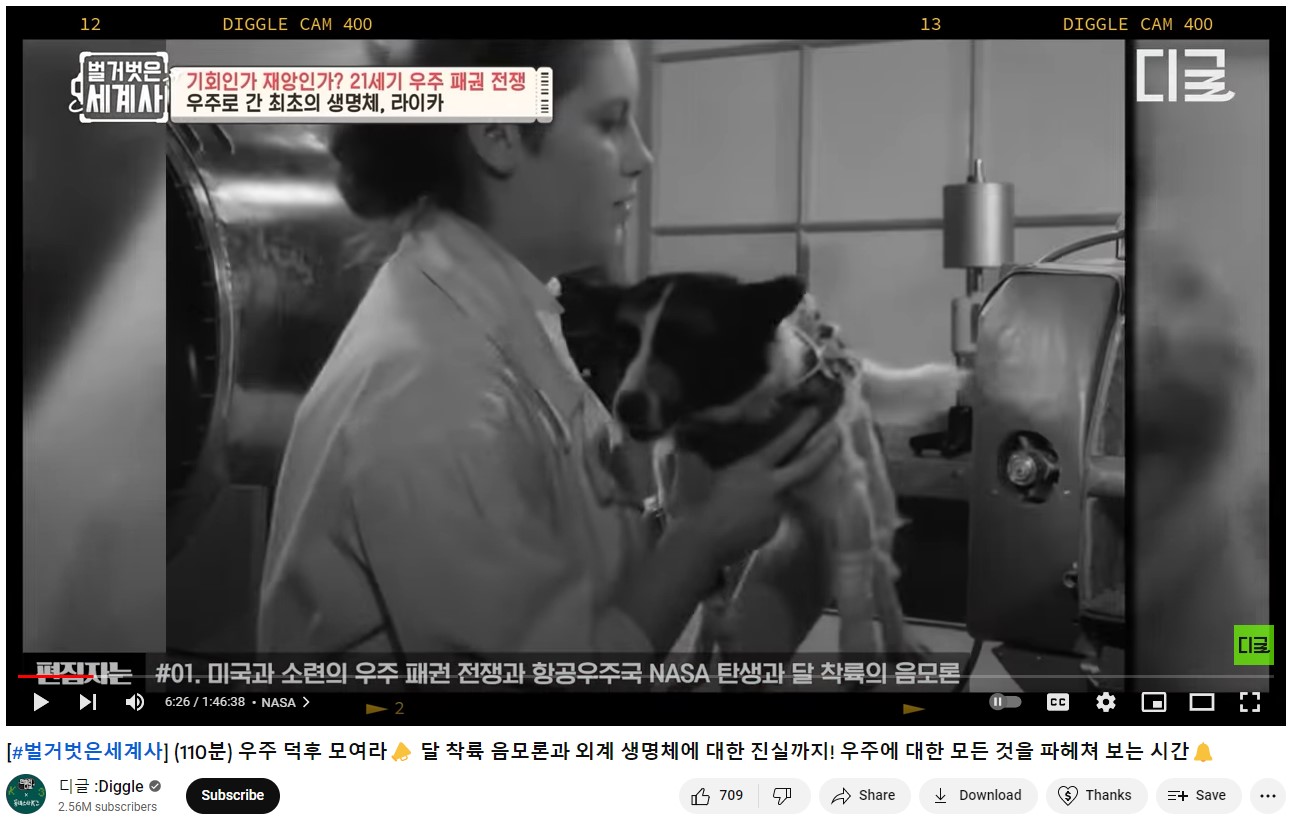 12 DIGGLE CAM 400 13 DIGGLE CAM 400
벌거벗은
세계사
기회인가 재앙인가? 21세기 우주 패권 전쟁
우주로 간 최초의 생명체, 라이카
디글
디글
편집자는 #01. 미국과 소련의 우주 패권 전쟁과 항공우주국 NASA 탄생과 달 착륙의 음모론
6:26 / 1:46:38 • NASA
CC
2
[#벌거벗은세계사] (110분) 우주 덕후 모여라📣 달 착륙 음모론과 외계 생명체에 대한 진실까지! 우주에 대한 모든 것을 파헤쳐 보는 시간🔔
디글 :Diggle
2.56M subscribers
Subscribe
709
Share
Download
Thanks
Save